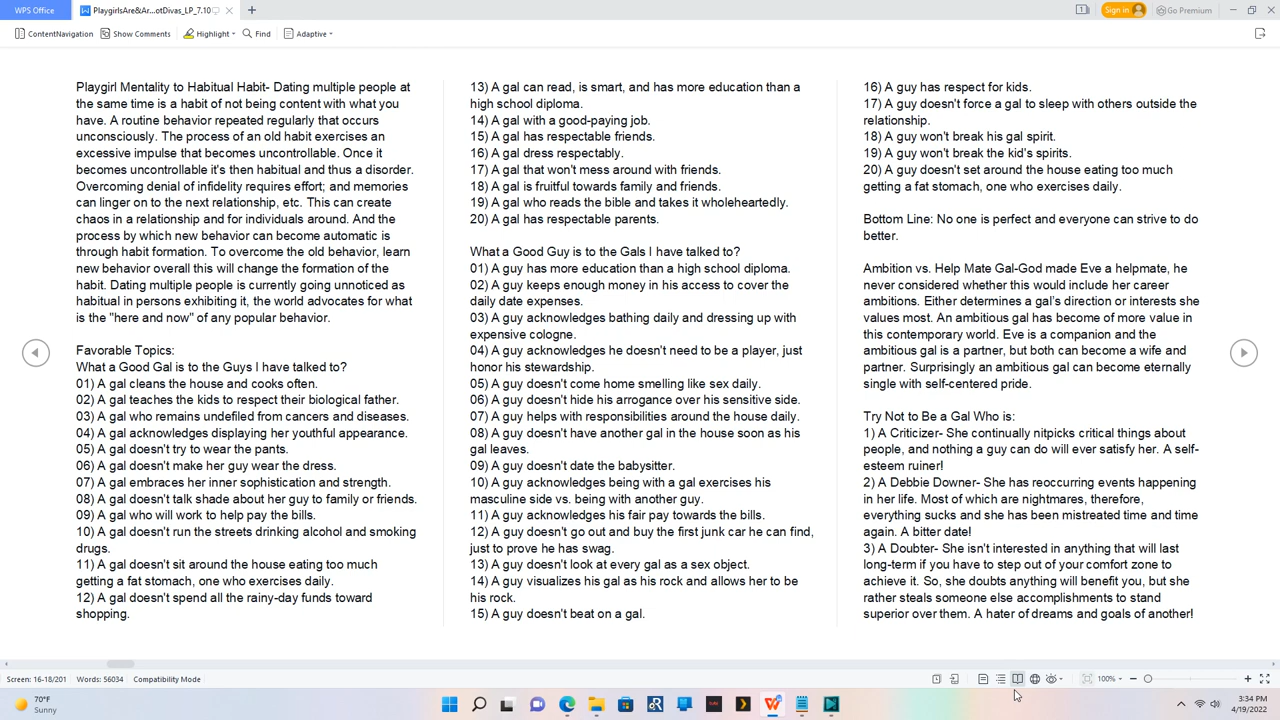 WPS Office
PlaygirlsAre&Ar...otDivas_LP_7.10
Sign in
Go Premium
ContentNavigation
Show Comments
Highlight
Find
Adaptive
Playgirl Mentality to Habitual Habit- Dating multiple people at
the same time is a habit of not being content with what you
have. A routine behavior repeated regularly that occurs
unconsciously. The process of an old habit exercises an
excessive impulse that becomes uncontrollable. Once it
becomes uncontrollable it's then habitual and thus a disorder.
Overcoming denial of infidelity requires effort; and memories
can linger on to the next relationship, etc. This can create
chaos in a relationship and for individuals around. And the
process by which new behavior can become automatic is
through habit formation. To overcome the old behavior, learn
new behavior overall this will change the formation of the
habit. Dating multiple people is currently going unnoticed as
habitual in persons exhibiting it, the world advocates for what
is the "here and now" of any popular behavior.
Favorable Topics:
What a Good Gal is to the Guys I have talked to?
01) A gal cleans the house and cooks often.
02) A gal teaches the kids to respect their biological father.
03) A gal who remains undefiled from cancers and diseases.
04) A gal acknowledges displaying her youthful appearance.
05) A gal doesn't try to wear the pants.
06) A gal doesn't make her guy wear the dress.
07) A gal embraces her inner sophistication and strength.
08) A gal doesn't talk shade about her guy to family or friends.
09) A gal who will work to help pay the bills.
10) A gal doesn't run the streets drinking alcohol and smoking
drugs.
11) A gal doesn't sit around the house eating too much
getting a fat stomach, one who exercises daily.
12) A gal doesn't spend all the rainy-day funds toward
shopping.
13) A gal can read, is smart, and has more education than a
high school diploma.
14) A gal with a good-paying job.
15) A gal has respectable friends.
16) A gal dress respectably.
17) A gal that won't mess around with friends.
18) A gal is fruitful towards family and friends.
19) A gal who reads the bible and takes it wholeheartedly.
20) A gal has respectable parents.
What a Good Guy is to the Gals I have talked to?
01) A guy has more education than a high school diploma.
02) A guy keeps enough money in his access to cover the
daily date expenses.
03) A guy acknowledges bathing daily and dressing up with
expensive cologne.
04) A guy acknowledges he doesn't need to be a player, just
honor his stewardship.
05) A guy doesn't come home smelling like sex daily.
06) A guy doesn't hide his arrogance over his sensitive side.
07) A guy helps with responsibilities around the house daily.
08) A guy doesn't have another gal in the house soon as his
gal leaves.
09) A guy doesn't date the babysitter.
10) A guy acknowledges being with a gal exercises his
masculine side vs. being with another guy.
11) A guy acknowledges his fair pay towards the bills.
12) A guy doesn't go out and buy the first junk car he can find,
just to prove he has swag.
13) A guy doesn't look at every gal as a sex object.
14) A guy visualizes his gal as his rock and allows her to be
his rock.
15) A guy doesn't beat on a gal.
16) A guy has respect for kids.
17) A guy doesn't force a gal to sleep with others outside the
relationship.
18) A guy won't break his gal spirit.
19) A guy won't break the kid's spirits.
20) A guy doesn't set around the house eating too much
getting a fat stomach, one who exercises daily.
Bottom Line: No one is perfect and everyone can strive to do
better.
Ambition vs. Help Mate Gal-God made Eve a helpmate, he
never considered whether this would include her career
ambitions. Either determines a gal's direction or interests she
values most. An ambitious gal has become of more value in
this contemporary world. Eve is a companion and the
ambitious gal is a partner, but both can become a wife and
partner. Surprisingly an ambitious gal can become eternally
single with self-centered pride.
Try Not to Be a Gal Who is:
1) A Criticizer- She continually nitpicks critical things about
people, and nothing a guy can do will ever satisfy her. A self-
esteem ruiner!
2) A Debbie Downer- She has reoccurring events happening
in her life. Most of which are nightmares, therefore,
everything sucks and she has been mistreated time and time
again. A bitter date!
3) A Doubter- She isn't interested in anything that will last
long-term if you have to step out of your comfort zone to
achieve it. So, she doubts anything will benefit you, but she
rather steals someone else accomplishments to stand
superior over them. A hater of dreams and goals of another!
Screen: 16-18/201
Words: 56034
Compatibility Mode
100%
70°F
Sunny
3:34 PM
4/19/2022